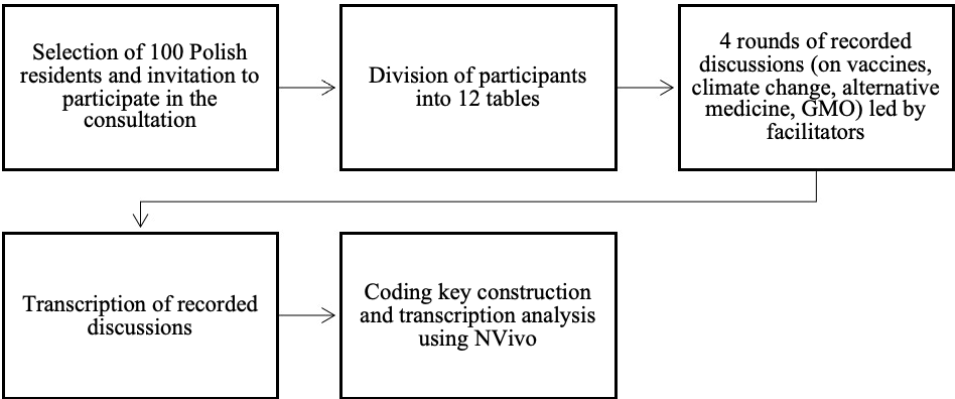 Selection of 100 Polish
residents and invitation to
participate in the
consultation
Division of participants
into 12 tables
4 rounds of recorded
discussions (on vaccines,
climate change, alternative
medicine, GMO) led by
facilitators
Transcription of recorded
discussions
Coding key construction
and transcription analysis
using NVivo